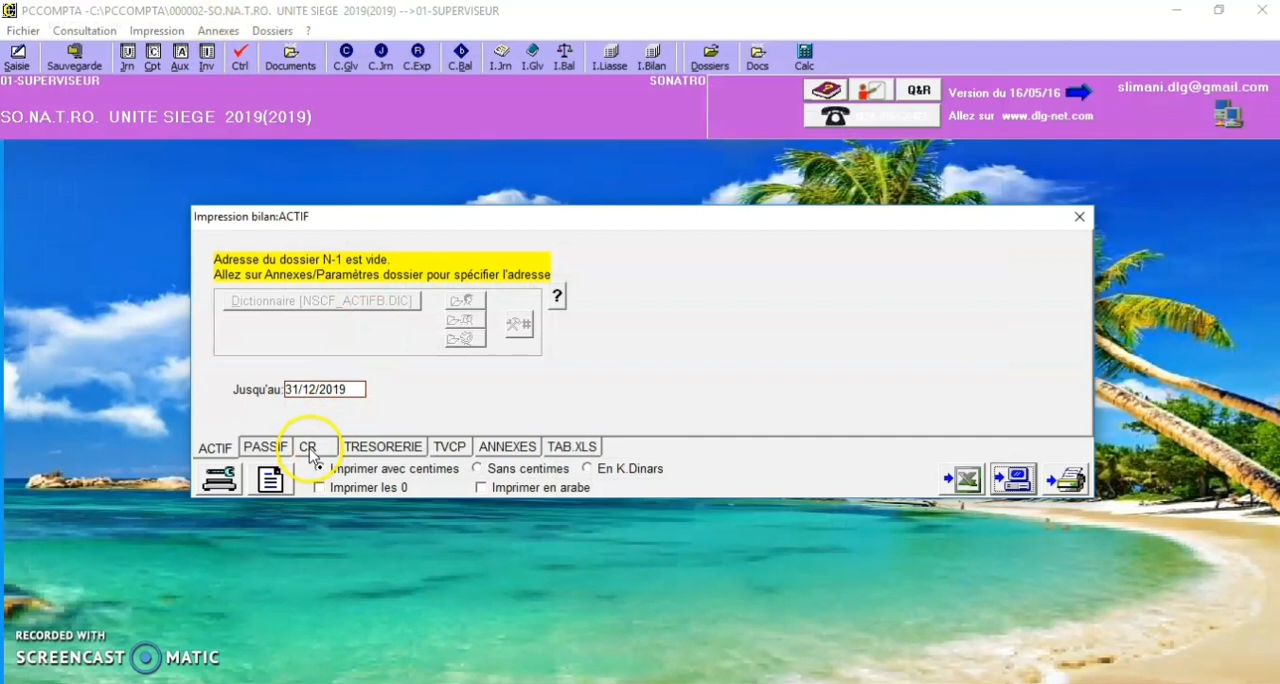 PCCOMPTA -C:\PCCOMPTA\000002-SO.NA.T.RO. UNITE SIEGE 2019(2019) -->01-SUPERVISEUR
Fichier Consultation Impression Annexes Dossiers ?
Saisie Sauvegarde Jrn Cpt Aux Inv Ctrl Documents C.Glv C.Jrn C.Exp C.Bal I.Jrn I.Glv I.Bal I.Liasse I.Bilan Dossiers Docs Calc
01-SUPERVISEUR SONATRO
Q&R Version du 16/05/16 slimani.dlg@gmail.com
SO.NA.T.RO. UNITE SIEGE 2019(2019) Allez sur www.dlg-net.com
Impression bilan:ACTIF
Adresse du dossier N-1 est vide.
Allez sur Annexes/Paramètres dossier pour spécifier l'adresse
Dictionnaire [NSCF_ACTIFB.DIC] ?
Jusqu'au: 31/12/2019
ACTIF PASSIF CR TRESORERIE TVCP ANNEXES TAB.XLS
Imprimer avec centimes Sans centimes En K.Dinars
Imprimer les 0 Imprimer en arabe
RECORDED WITH
SCREENCAST MATIC